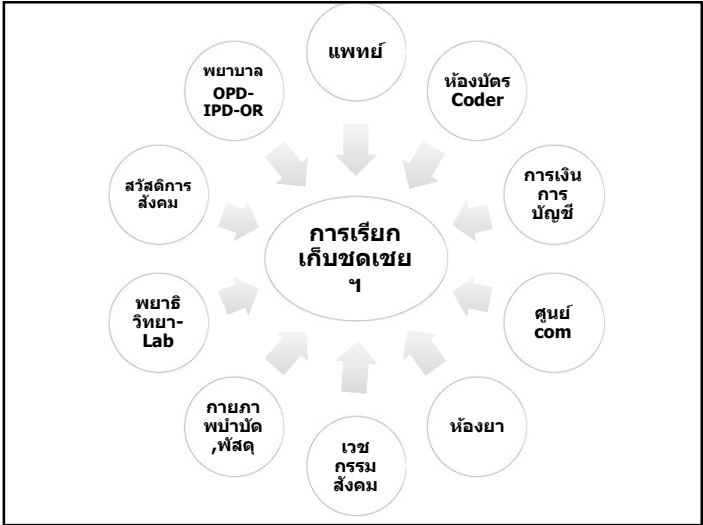 แพทย์
ห้องบัตร
Coder
การเงิน
การ
บัญชี
ศูนย์
com
ห้องยา
เวช
กรรม
สังคม
กายภา
พบำบัด
,พัสดุ
พยาธิ
วิทยา-
Lab
สวัสดิการ
สังคม
พยาบาล
OPD-
IPD-OR
การเรียก
เก็บชดเชย
ฯ